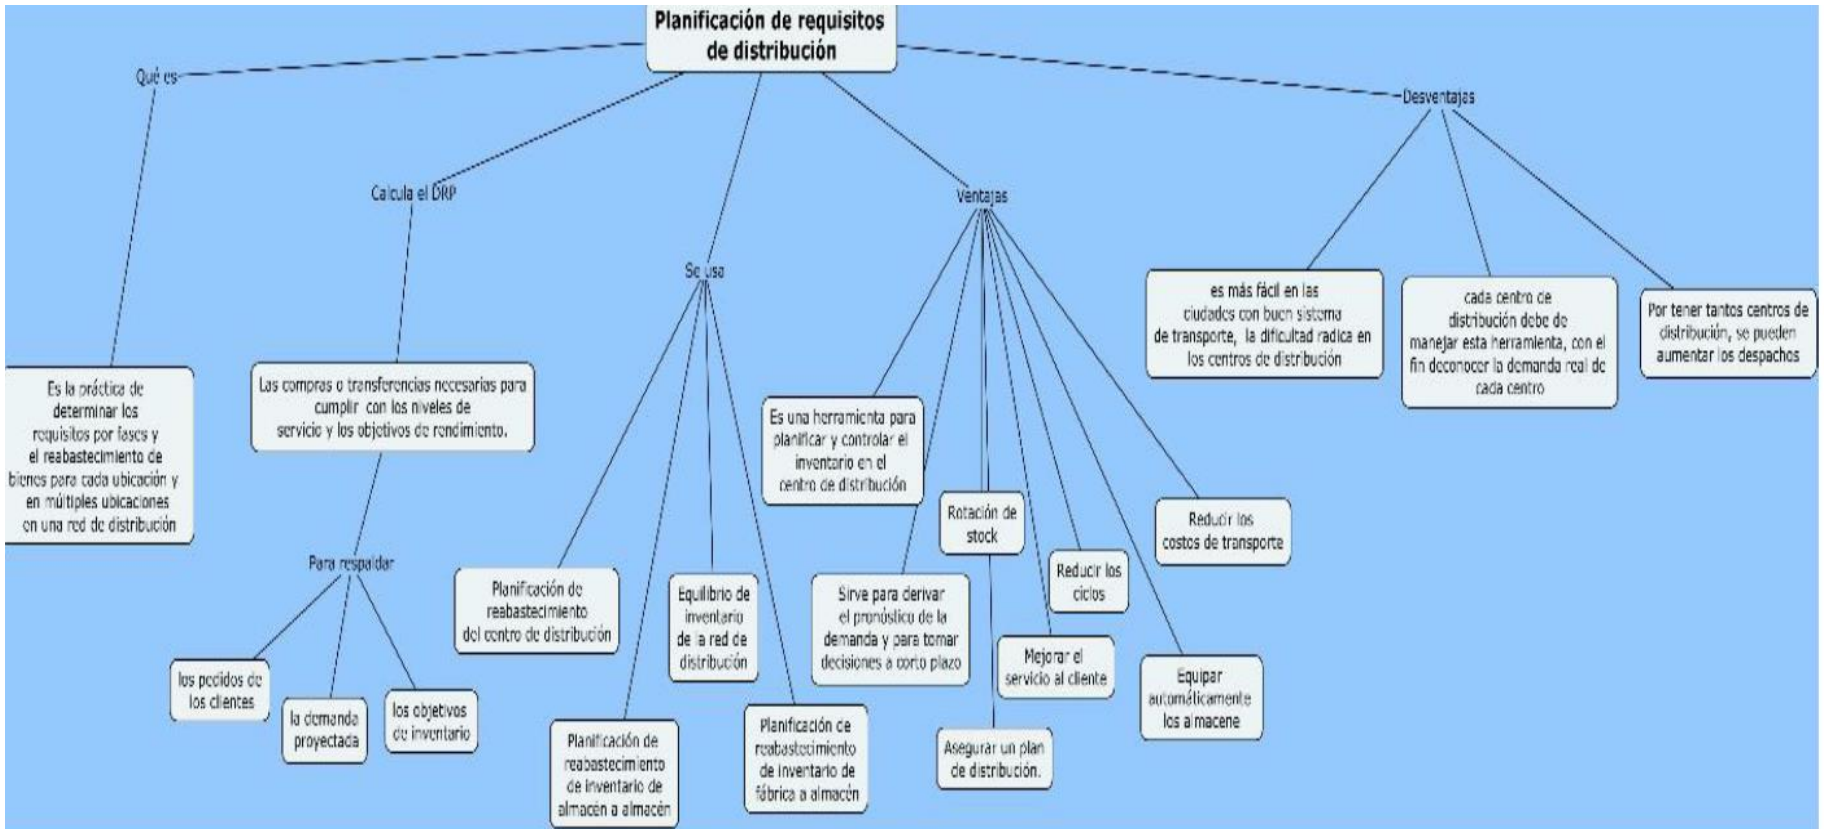 Planificación de requisitos
de distribución
Qué es
Es la práctica de
determinar los
requisitos por fases y
el reabastecimiento de
bienes para cada ubicación y
en múltiples ubicaciones
en una red de distribución
Calcula el DRP
Las compras o transferencias necesarias para
cumplir con los niveles de
servicio y los objetivos de rendimiento.
Para respaldar
los pedidos de
los clientes
la demanda
proyectada
los objetivos
de inventario
Se usa
Planificación de
reabastecimiento
del centro de distribución
Planificación de
reabastecimiento
de inventario de
almacén a almacén
Equilibrio de
inventario
de la red de
distribución
Planificación de
reabastecimiento
de inventario de
fábrica a almacén
Ventajas
Es una herramienta para
planificar y controlar el
inventario en el
centro de distribución
Sirve para derivar
el pronóstico de la
demanda y para tomar
decisiones a corto plazo
Rotación de
stock
Asegurar un plan
de distribución.
Mejorar el
servicio al cliente
Reducir los
ciclos
Equipar
automáticamente
los almacene
Reducir los
costos de transporte
Desventajas
es más fácil en las
ciudades con buen sistema
de transporte, la dificultad radica en
los centros de distribución
cada centro de
distribución debe de
manejar esta herramienta, con el
fin deconocer la demanda real de
cada centro
Por tener tantos centros de
distribución, se pueden
aumentar los despachos